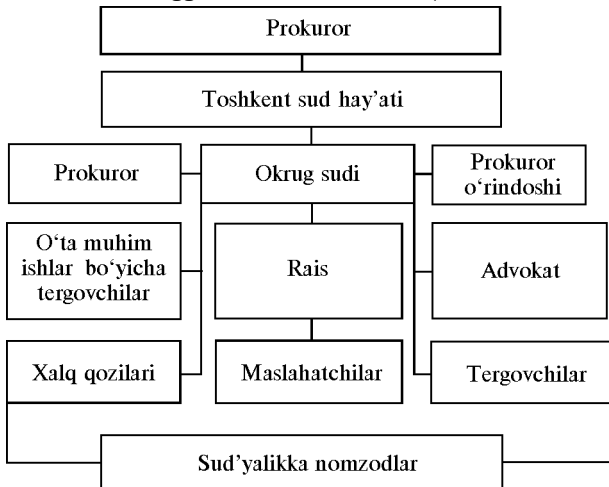 Prokuror
Toshkent sud hay’ati
Prokuror
Okrug sudi
Prokuror
o‘rindoshi
O‘ta muhim
ishlar bo‘yicha
tergovchilar
Rais
Advokat
Xalq qozilari
Maslahatchilar
Tergovchilar
Sud’yalikka nomzodlar